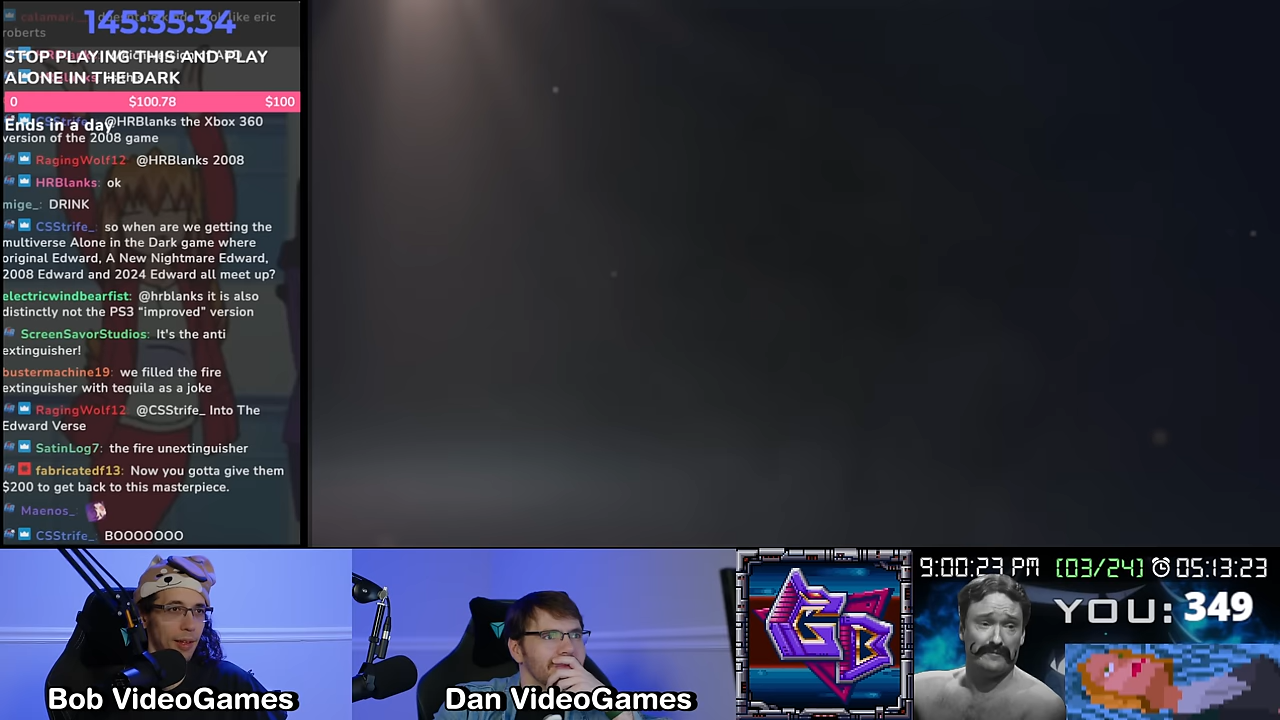 145:35:34
roberts
STOP PLAYING THIS AND PLAY
ALONE IN THE DARK
0 $100.78 $100
Ends in a day
@HRBlanks the Xbox 360
version of the 2008 game
RagingWolf12 @HRBlanks 2008
HRBlanks: ok
mige_: DRINK
CSStrife_: so when are we getting the
multiverse Alone in the Dark game where
original Edward, A New Nightmare Edward,
2008 Edward and 2024 Edward all meet up?
electricwindbearfist: @hrblanks it is also
distinctly not the PS3 "improved" version
ScreenSavorStudios: It's the anti
extinguisher!
bustermachine19: we filled the fire
extinguisher with tequila as a joke
RagingWolf12 @CSStrife_ Into The
Edward Verse
SatinLog7: the fire unextinguisher
fabricatedf13: Now you gotta give them
$200 to get back to this masterpiece.
Maenos_:
CSStrife_: BOOOOOOO
Bob VideoGames
Dan VideoGames
GB
9:00:23 PM [03/24] 05:13:23
YOU: 349